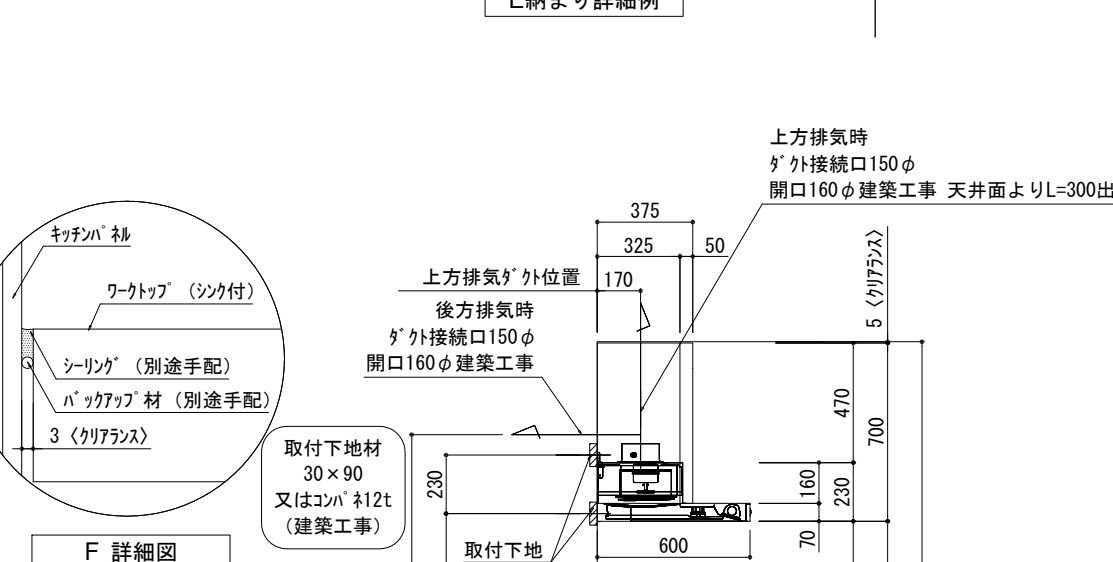 E納まり詳細例
上方排気時
ダクト接続口150φ
開口160φ建築工事 天井面よりL=300出
375
325
50
170
上方排気ダクト位置
後方排気時
ダクト接続口150φ
開口160φ建築工事
5 〈クリアランス〉
キッチンパネル
ワークトップ (シンク付)
シーリング (別途手配)
バックアップ材 (別途手配)
3 〈クリアランス〉
F 詳細図
取付下地材
30×90
又はコンパネ12t
(建築工事)
230
取付下地
600
470
700
160
230
70